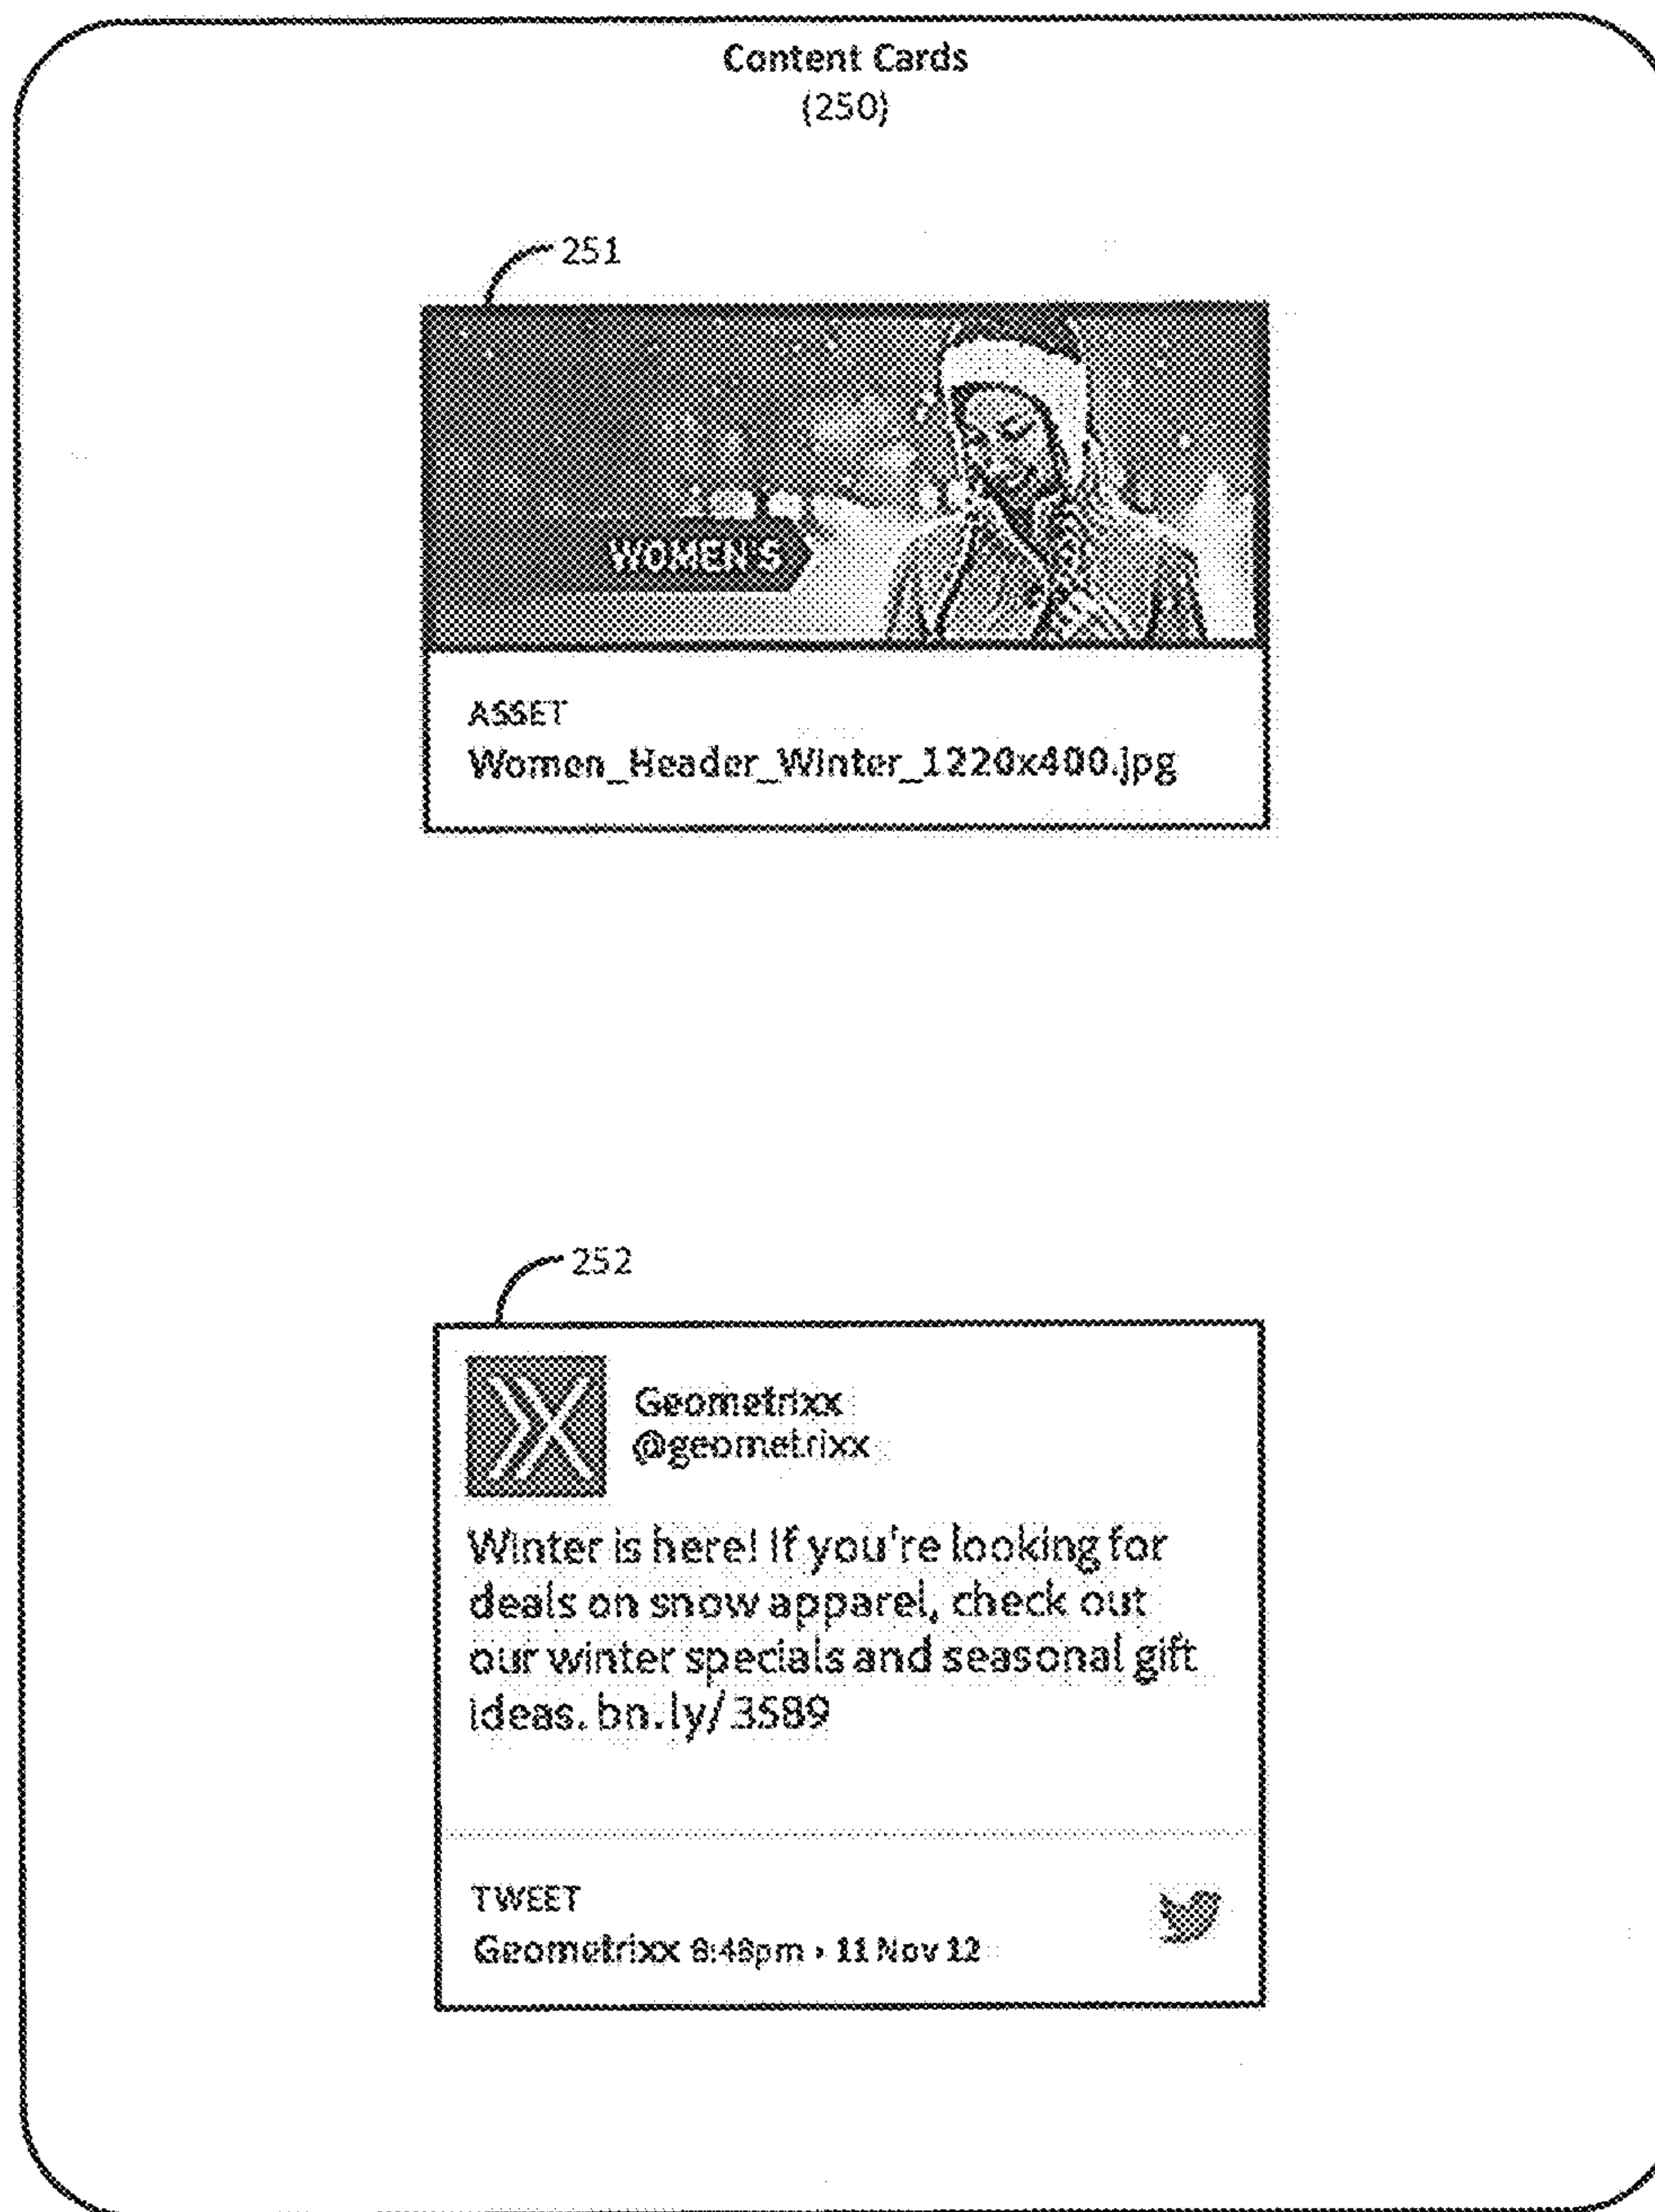 Content Cards
(250)
251
WOMEN'S
ASSET
Women_Header_Winter_1220x400.jpg
252
Geometrixx
@geometrixx
Winter is here! If you're looking for
deals on snow apparel, check out
our winter specials and seasonal gift
ideas. bn.ly/3589
TWEET
Geometrixx 8:48pm • 11 Nov 12